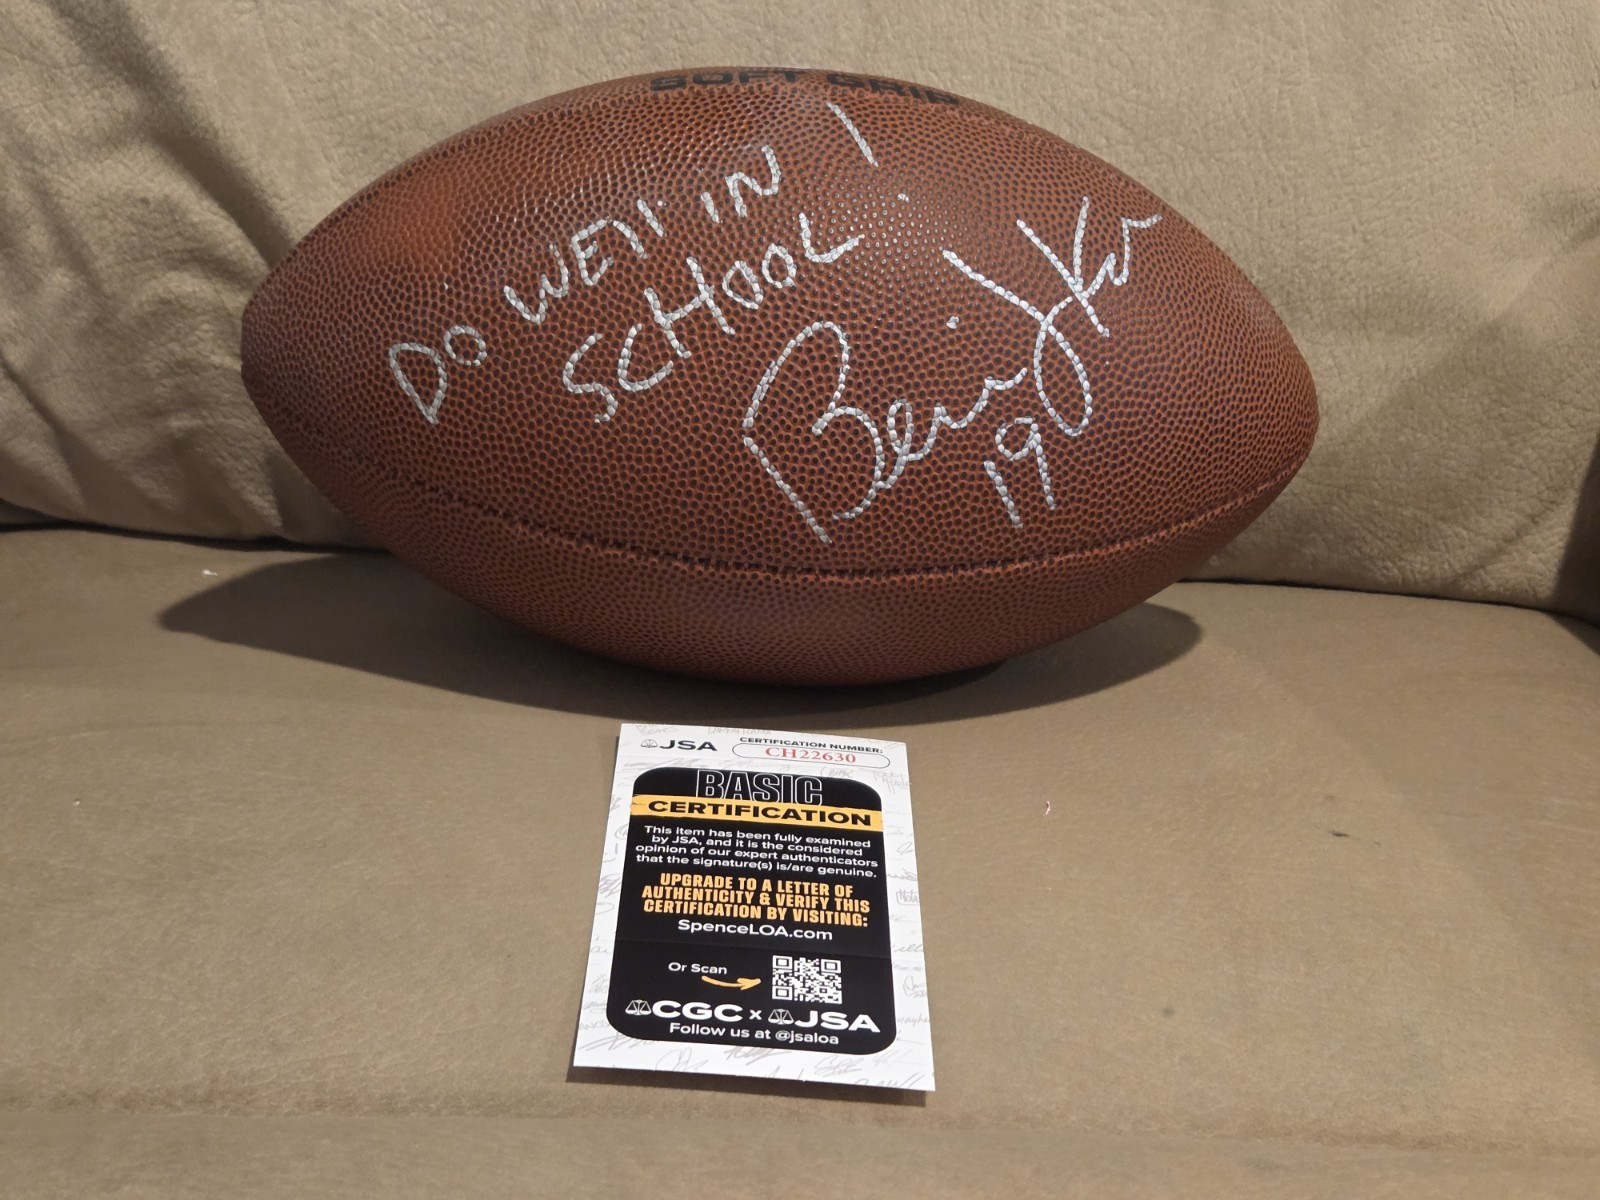 SOFT GRIP
DO WEll IN
SCHOOL!
Bernie Kosar
19
JSA
CERTIFICATION NUMBER:
CH22630
BASIC
CERTIFICATION
This item has been fully examined
by JSA, and it is the considered
opinion of our expert authenticators
that the signature(s) is/are genuine.
UPGRADE TO A LETTER OF
AUTHENTICITY & VERIFY THIS
CERTIFICATION BY VISITING:
SpenceLOA.com
Or Scan
CGC x JSA
Follow us at @jsaloa